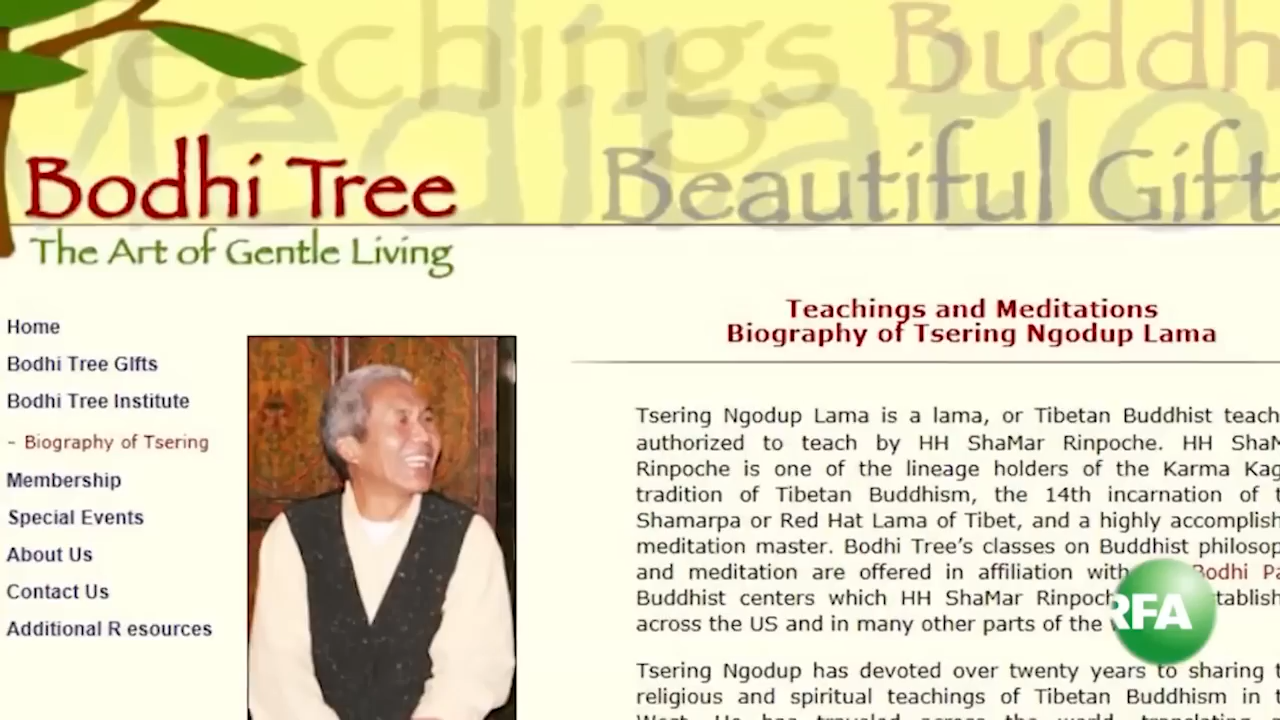 Teachings Buddh
Meditatio
Bodhi Tree
Beautiful Gift
The Art of Gentle Living
Home
Bodhi Tree GIfts
Bodhi Tree Institute
- Biography of Tsering
Membership
Special Events
About Us
Contact Us
Additional R esources
Teachings and Meditations
Biography of Tsering Ngodup Lama
Tsering Ngodup Lama is a lama, or Tibetan Buddhist teach
authorized to teach by HH ShaMar Rinpoche. HH ShaM
Rinpoche is one of the lineage holders of the Karma Kag
tradition of Tibetan Buddhism, the 14th incarnation of t
Shamarpa or Red Hat Lama of Tibet, and a highly accomplish
meditation master. Bodhi Tree's classes on Buddhist philosop
and meditation are offered in affiliation with Bodhi Pa
Buddhist centers which HH ShaMar Rinpoch stablish
across the US and in many other parts of the
RFA
Tsering Ngodup has devoted over twenty years to sharing t
religious and spiritual teachings of Tibetan Buddhism in t